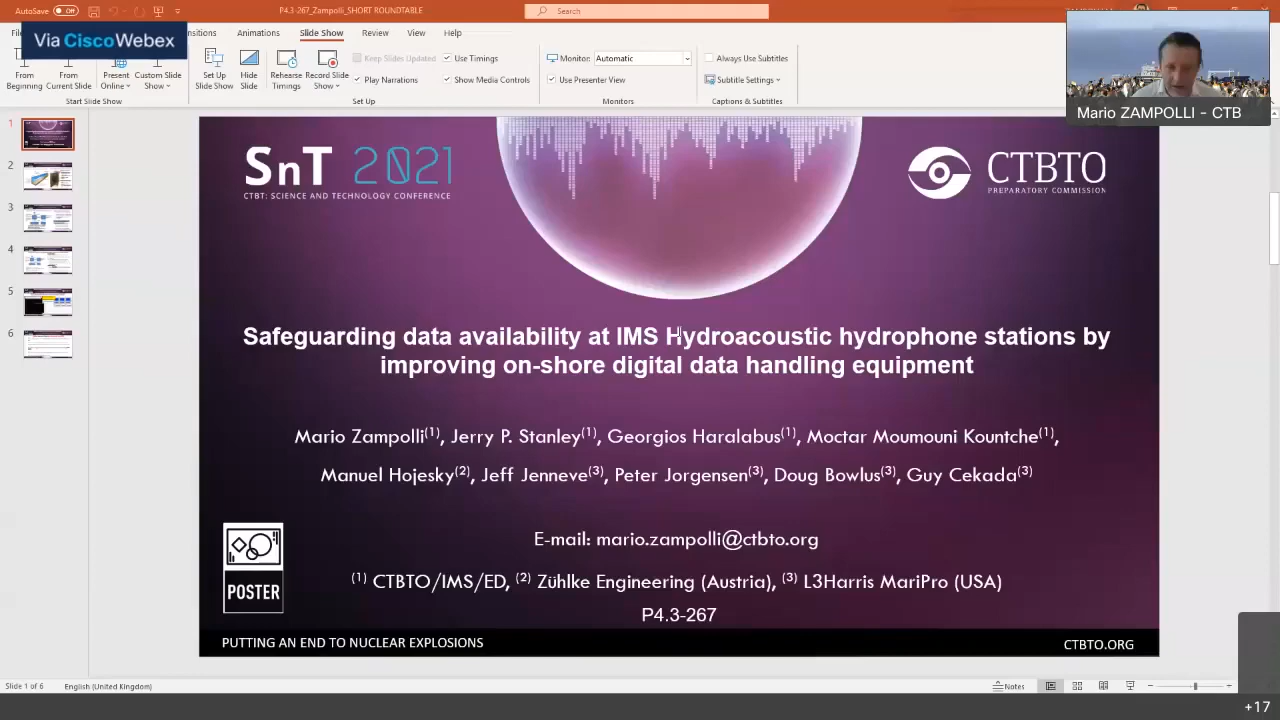 AutoSave Off
P4.3-267_Zampolli_SHORT ROUNDTABLE
Search
Via CiscoWebex
Animations
Slide Show
Review
View
Help
From Beginning
From Current Slide
Present Online
Custom Slide Show
Start Slide Show
Set Up Slide Show
Hide Slide
Rehearse Timings
Record Slide Show
Keep Slides Updated
Play Narrations
Use Timings
Show Media Controls
Set Up
Monitor
Automatic
Use Presenter View
Monitors
Always Use Subtitles
Subtitle Settings
Captions & Subtitles
Mario ZAMPOLLI - CTB
1
2
3
4
5
6
SnT 2021
CTBT: SCIENCE AND TECHNOLOGY CONFERENCE
CTBTO
PREPARATORY COMMISSION
Safeguarding data availability at IMS Hydroacoustic hydrophone stations by
improving on-shore digital data handling equipment
Mario Zampolli(1), Jerry P. Stanley(1), Georgios Haralabus(1), Moctar Moumouni Kountche(1),
Manuel Hojesky(2), Jeff Jenneve(3), Peter Jorgensen(3), Doug Bowlus(3), Guy Cekada(3)
E-mail: mario.zampolli@ctbto.org
(1) CTBTO/IMS/ED, (2) Zühlke Engineering (Austria), (3) L3Harris MariPro (USA)
P4.3-267
POSTER
PUTTING AN END TO NUCLEAR EXPLOSIONS
CTBTO.ORG
Slide 1 of 6
English (United Kingdom)
Notes
+17